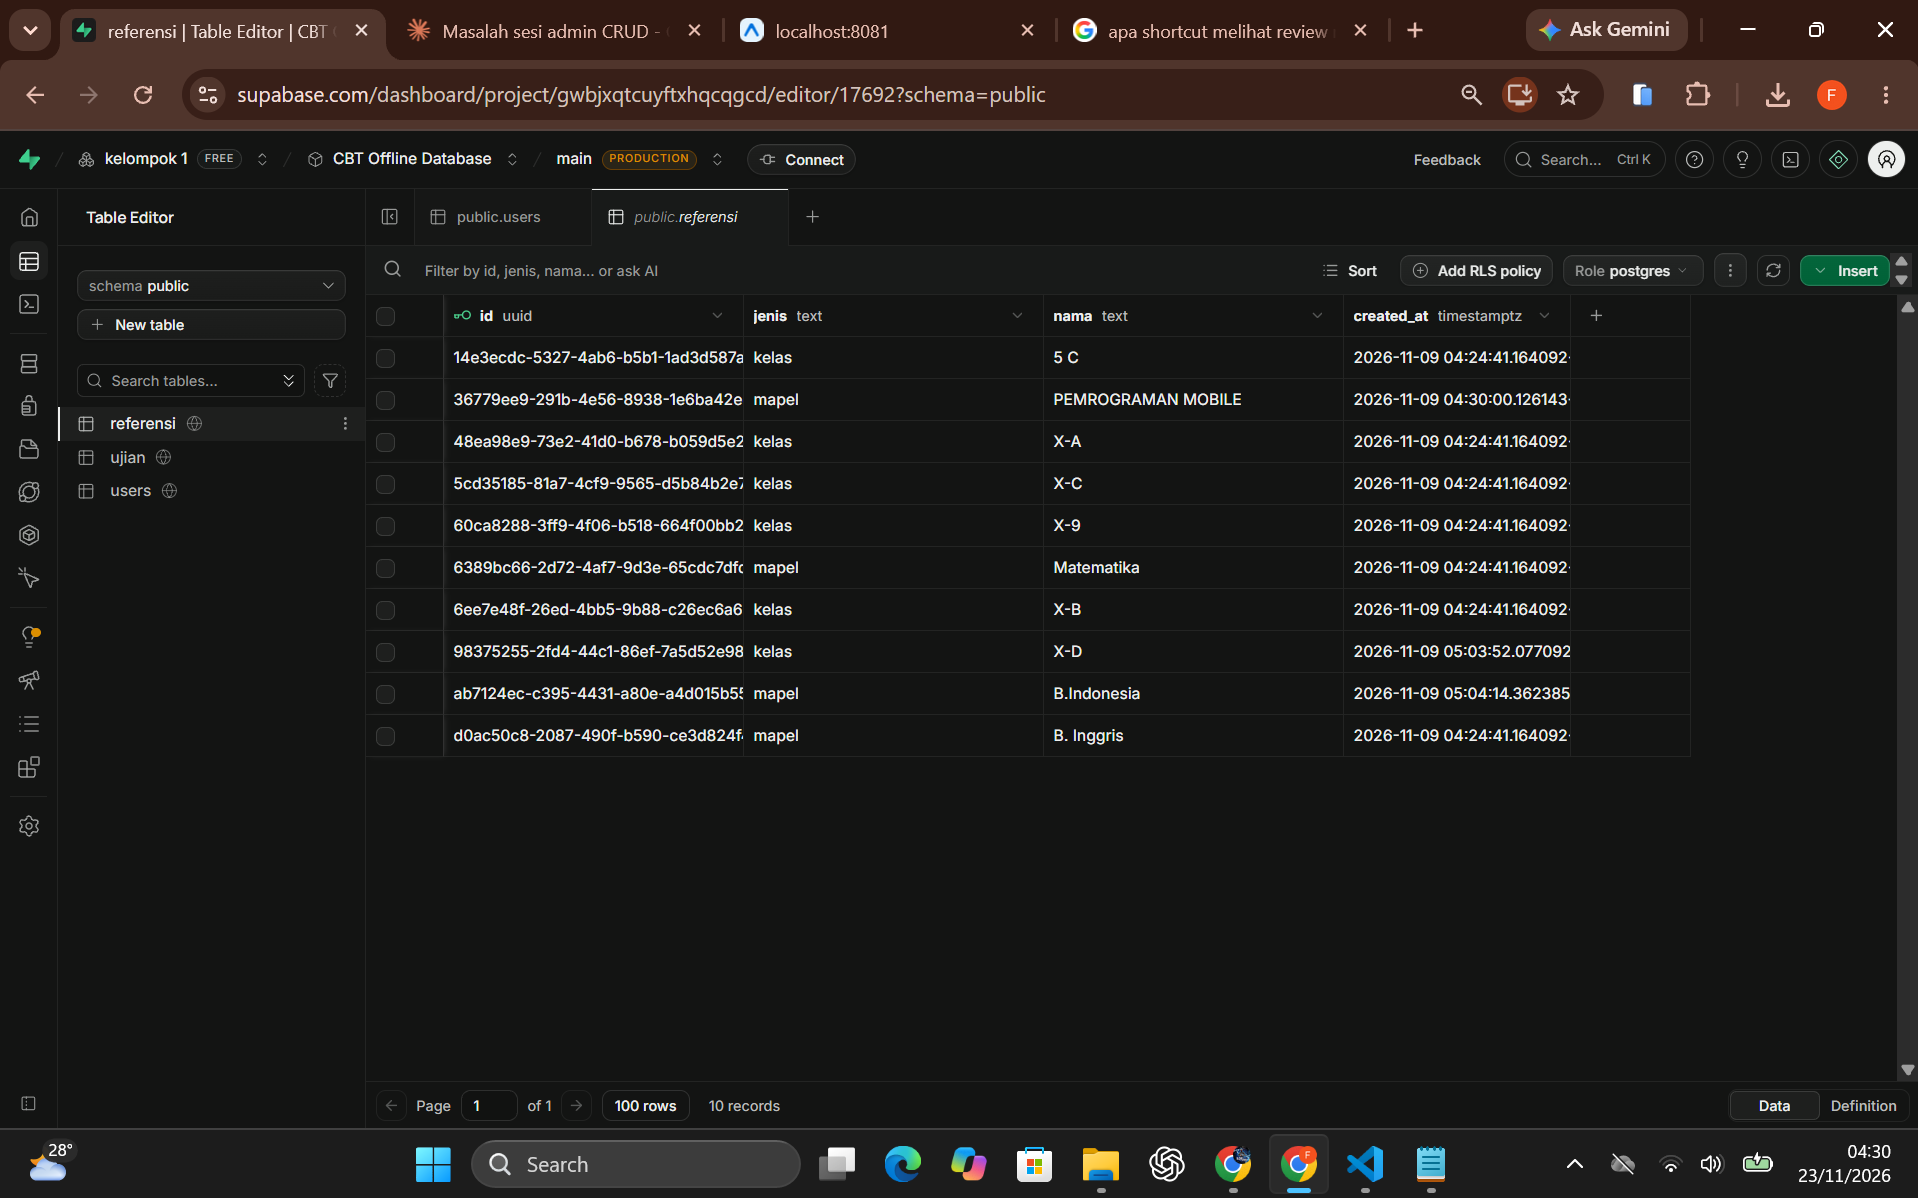 referensi | Table Editor | CBT
Masalah sesi admin CRUD -
localhost:8081
apa shortcut melihat review
Ask Gemini
supabase.com/dashboard/project/gwbjxqtcuyftxhqcqgcd/editor/17692?schema=public
F
kelompok 1 FREE
CBT Offline Database
main PRODUCTION
Connect
Feedback
Search... Ctrl K
Table Editor
public.users
public.referensi
schema public
New table
Search tables...
referensi
ujian
users
Filter by id, jenis, nama... or ask AI
Sort
Add RLS policy
Role postgres
Insert
id uuid jenis text nama text created_at timestamptz
14e3ecdc-5327-4ab6-b5b1-1ad3d587a kelas 5 C 2026-11-09 04:24:41.164092
36779ee9-291b-4e56-8938-1e6ba42e mapel PEMROGRAMAN MOBILE 2026-11-09 04:30:00.126143
48ea98e9-73e2-41d0-b678-b059d5e2 kelas X-A 2026-11-09 04:24:41.164092
5cd35185-81a7-4cf9-9565-d5b84b2e7 kelas X-C 2026-11-09 04:24:41.164092
60ca8288-3ff9-4f06-b518-664f00bb2 kelas X-9 2026-11-09 04:24:41.164092
6389bc66-2d72-4af7-9d3e-65cdc7dfc mapel Matematika 2026-11-09 04:24:41.164092
6ee7e48f-26ed-4bb5-9b88-c26ec6a6 kelas X-B 2026-11-09 04:24:41.164092
98375255-2fd4-44c1-86ef-7a5d52e98 kelas X-D 2026-11-09 05:03:52.077092
ab7124ec-c395-4431-a80e-a4d015b55 mapel B.Indonesia 2026-11-09 05:04:14.362385
d0ac50c8-2087-490f-b590-ce3d824f mapel B. Inggris 2026-11-09 04:24:41.164092
Page 1 of 1 100 rows 10 records
Data Definition
28°
Search
04:30
23/11/2026